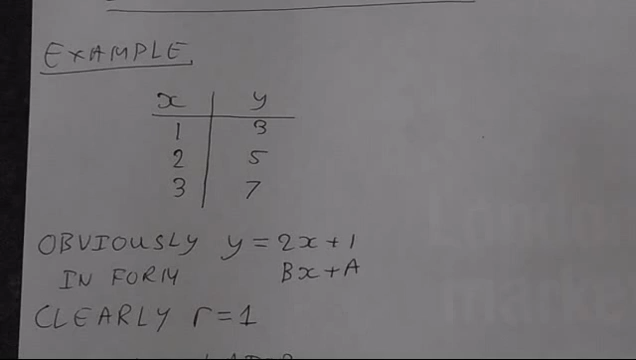 EXAMPLE
x y
1 3
2 5
3 7
OBVIOUSLY y = 2x + 1
IN FORM Bx + A
CLEARLY r = 1